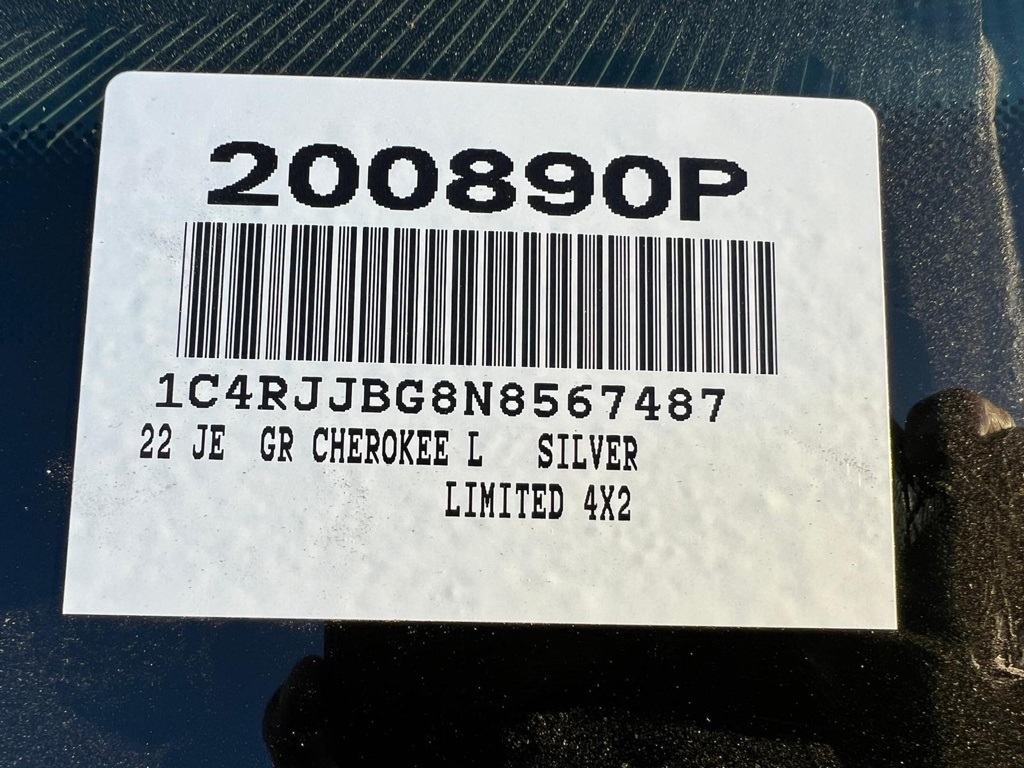 200890P
1C4RJJBG8N8567487
22 JE GR CHEROKEE L SILVER
LIMITED 4X2